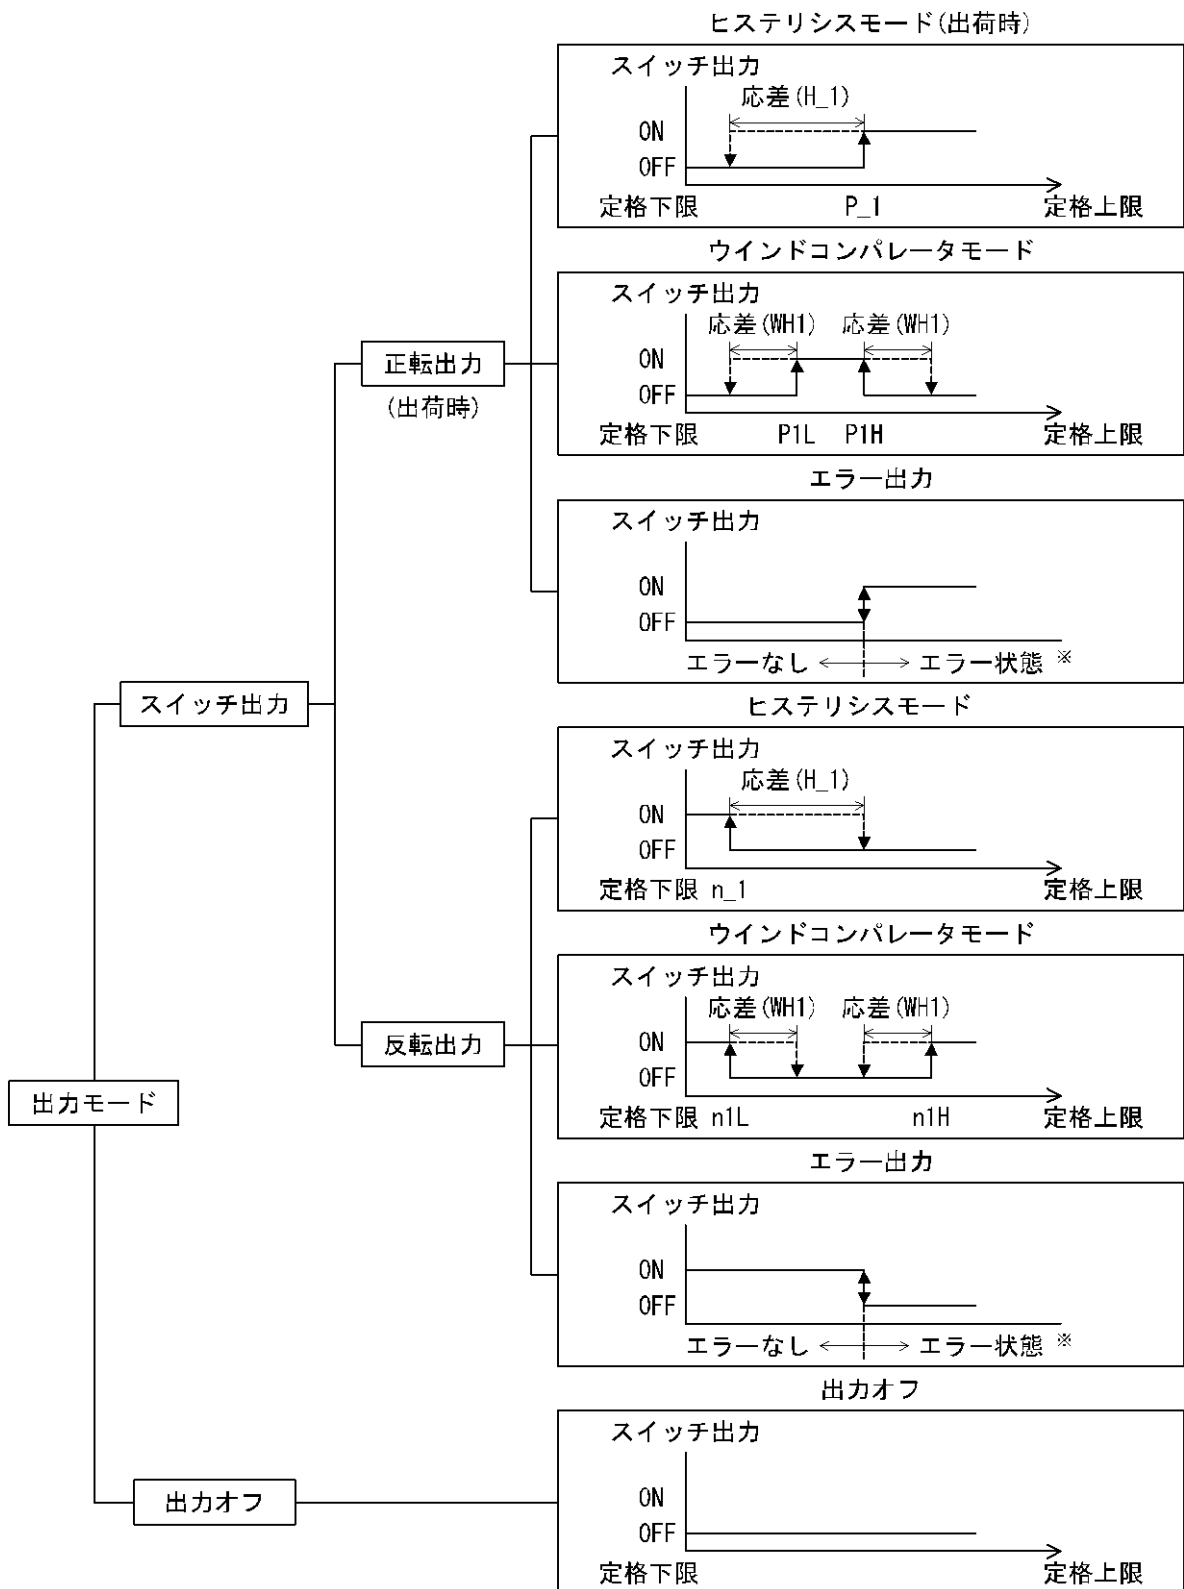 ヒステリシスモード(出荷時)
スイッチ出力
応差(H_1)
ON
OFF
定格下限 P_1 定格上限
ウインドコンパレータモード
スイッチ出力
応差(WH1) 応差(WH1)
ON
OFF
定格下限 P1L P1H 定格上限
正転出力
(出荷時)
エラー出力
スイッチ出力
ON
OFF
エラーなし エラー状態 ※
スイッチ出力
ヒステリシスモード
スイッチ出力
応差(H_1)
ON
OFF
定格下限 n_1 定格上限
ウインドコンパレータモード
スイッチ出力
応差(WH1) 応差(WH1)
ON
OFF
定格下限 n1L n1H 定格上限
反転出力
出力モード
エラー出力
スイッチ出力
ON
OFF
エラーなし エラー状態 ※
出力オフ
スイッチ出力
ON
OFF
定格下限 定格上限
出力オフ